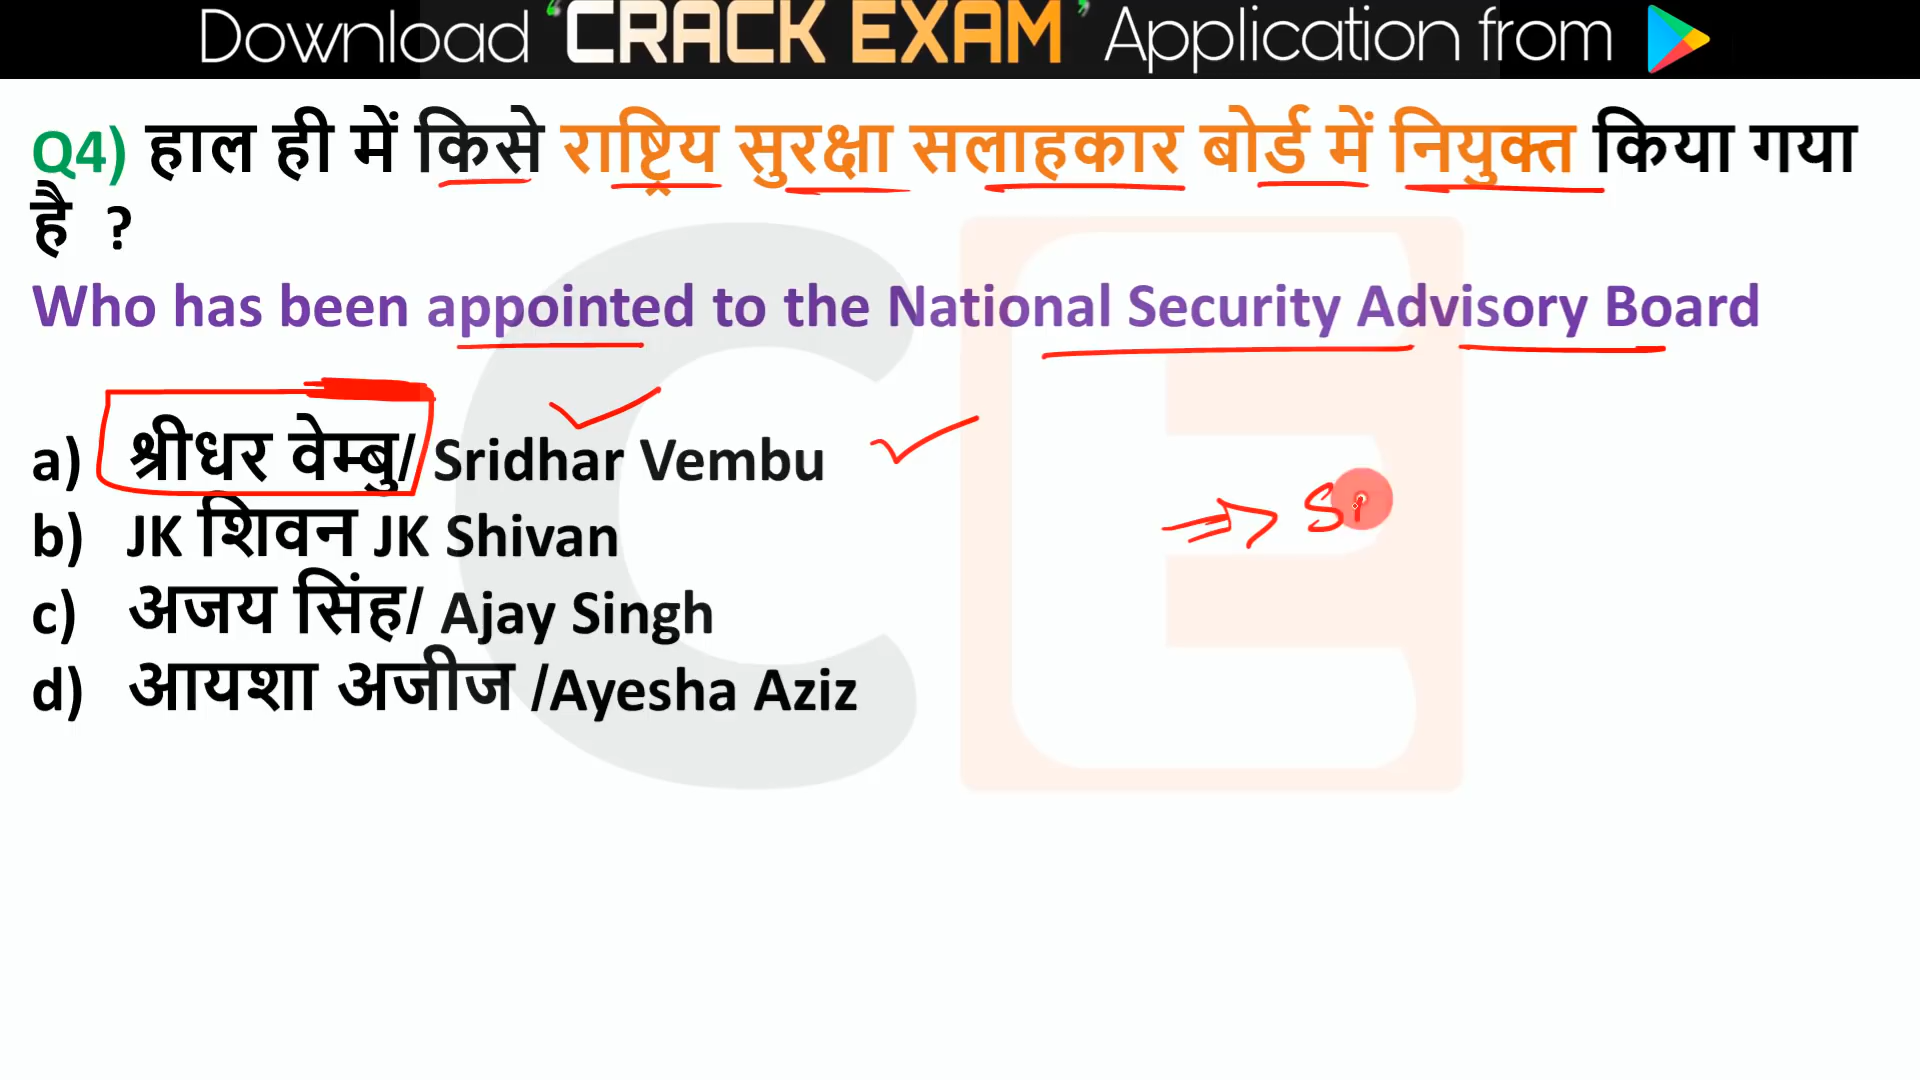 Download ‘CRACK EXAM’ Application from
Q4) हाल ही में किसे राष्ट्रिय सुरक्षा सलाहकार बोर्ड में नियुक्त किया गया
है ?
Who has been appointed to the National Security Advisory Board
a) श्रीधर वेम्बु/ Sridhar Vembu
b) JK शिवन JK Shivan
c) अजय सिंह/ Ajay Singh
d) आयशा अजीज /Ayesha Aziz
CE